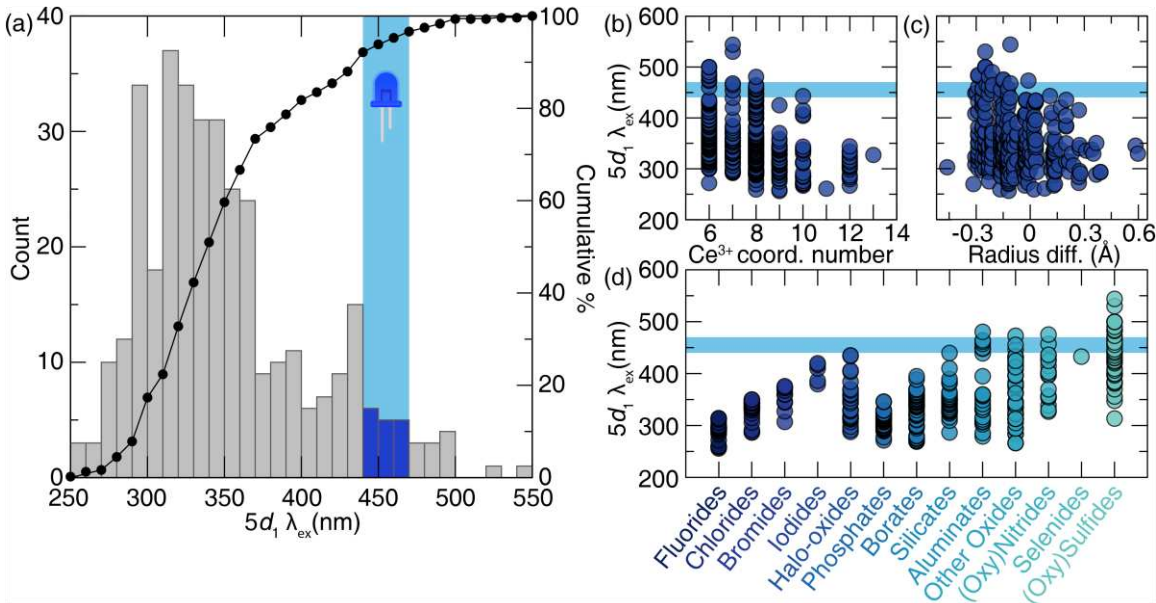 (a)
40
30
20
10
0
Count
100
80
60
40
20
0
Cumulative %
250 300 350 400 450 500 550
5d₁ λₑₓ(nm)
(b)
600
500
400
300
200
5d₁ λₑₓ(nm)
6 8 10 12 14
Ce³⁺ coord. number
(c)
-0.3 0 0.3 0.6
Radius diff. (Å)
(d)
600
500
400
300
200
5d₁ λₑₓ(nm)
Fluorides
Chlorides
Bromides
Iodides
Halo-oxides
Phosphates
Borates
Silicates
Aluminates
Other Oxides
(Oxy)Nitrides
Selenides
(Oxy)Sulfides